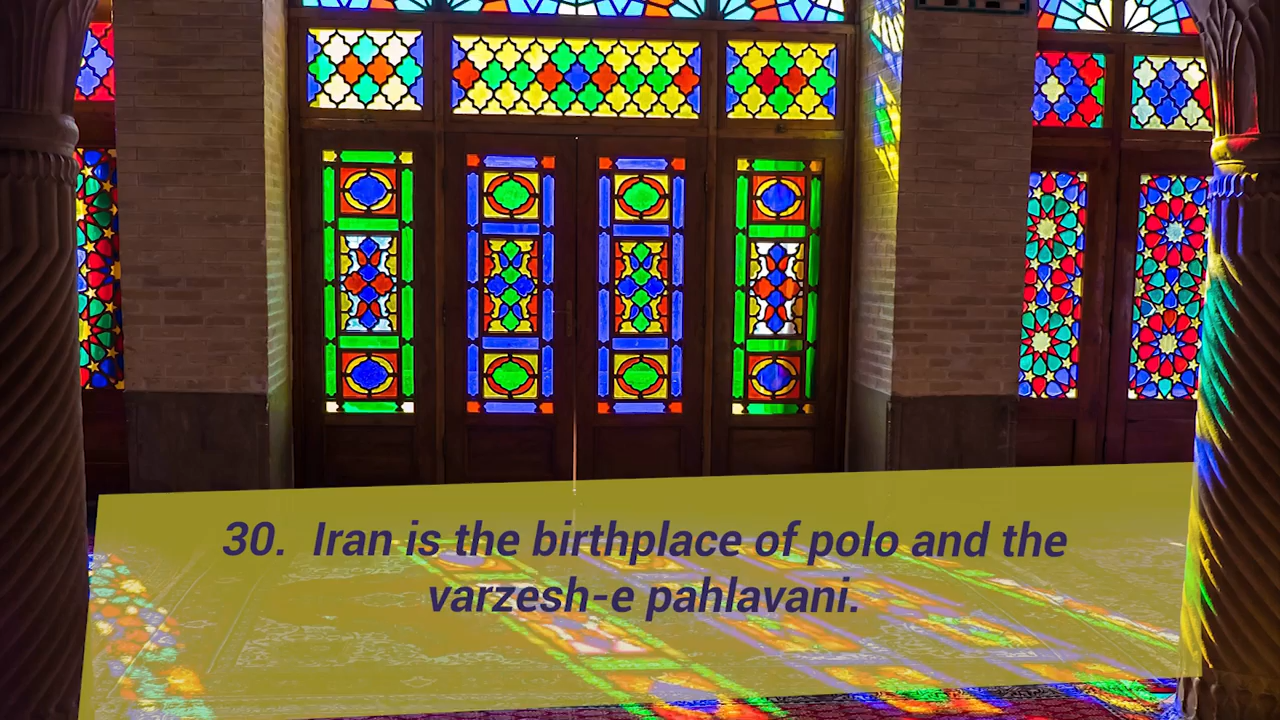 30. Iran is the birthplace of polo and the
varzesh-e pahlavani.